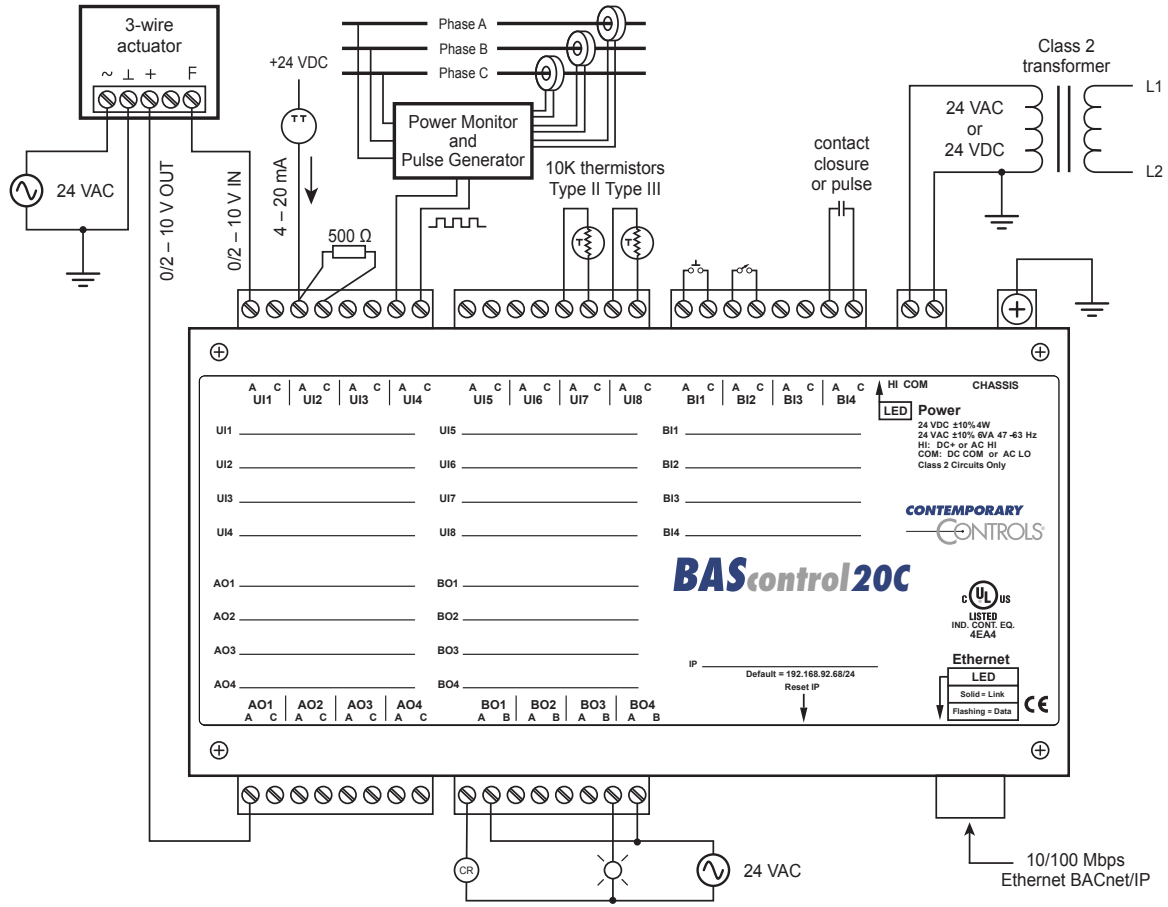 3-wire
actuator
~ ⊥ + F
24 VAC
0/2 – 10 V OUT
0/2 – 10 V IN
+24 VDC
TT
4 – 20 mA
500 Ω
Phase A
Phase B
Phase C
Power Monitor
and
Pulse Generator
10K thermistors
Type II Type III
T
T
contact
closure
or pulse
Class 2
transformer
24 VAC
or
24 VDC
L1
L2
A C A C A C A C
UI1 UI2 UI3 UI4
A C A C A C A C
UI5 UI6 UI7 UI8
A C A C A C A C
BI1 BI2 BI3 BI4
HI COM
CHASSIS
LED Power
24 VDC ±10% 4W
24 VAC ±10% 6VA 47 -63 Hz
HI: DC+ or AC HI
COM: DC COM or AC LO
Class 2 Circuits Only
UI1
UI2
UI3
UI4
UI5
UI6
UI7
UI8
BI1
BI2
BI3
BI4
CONTEMPORARY
CONTROLS®
BAScontrol20C
AO1
AO2
AO3
AO4
BO1
BO2
BO3
BO4
C UL US
LISTED
IND. CONT. EQ.
4EA4
IP
Default = 192.168.92.68/24
Reset IP
Ethernet
LED
Solid = Link
Flashing = Data
CE
AO1 AO2 AO3 AO4
A C A C A C A C
BO1 BO2 BO3 BO4
A B A B A B A B
CR
24 VAC
10/100 Mbps
Ethernet BACnet/IP